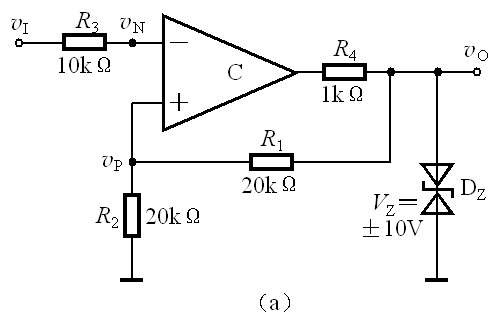 vI
R3
vN
10kΩ
−
+
C
R4
1kΩ
vO
vP
R1
20kΩ
R2
20kΩ
VZ=
±10V
DZ
(a)